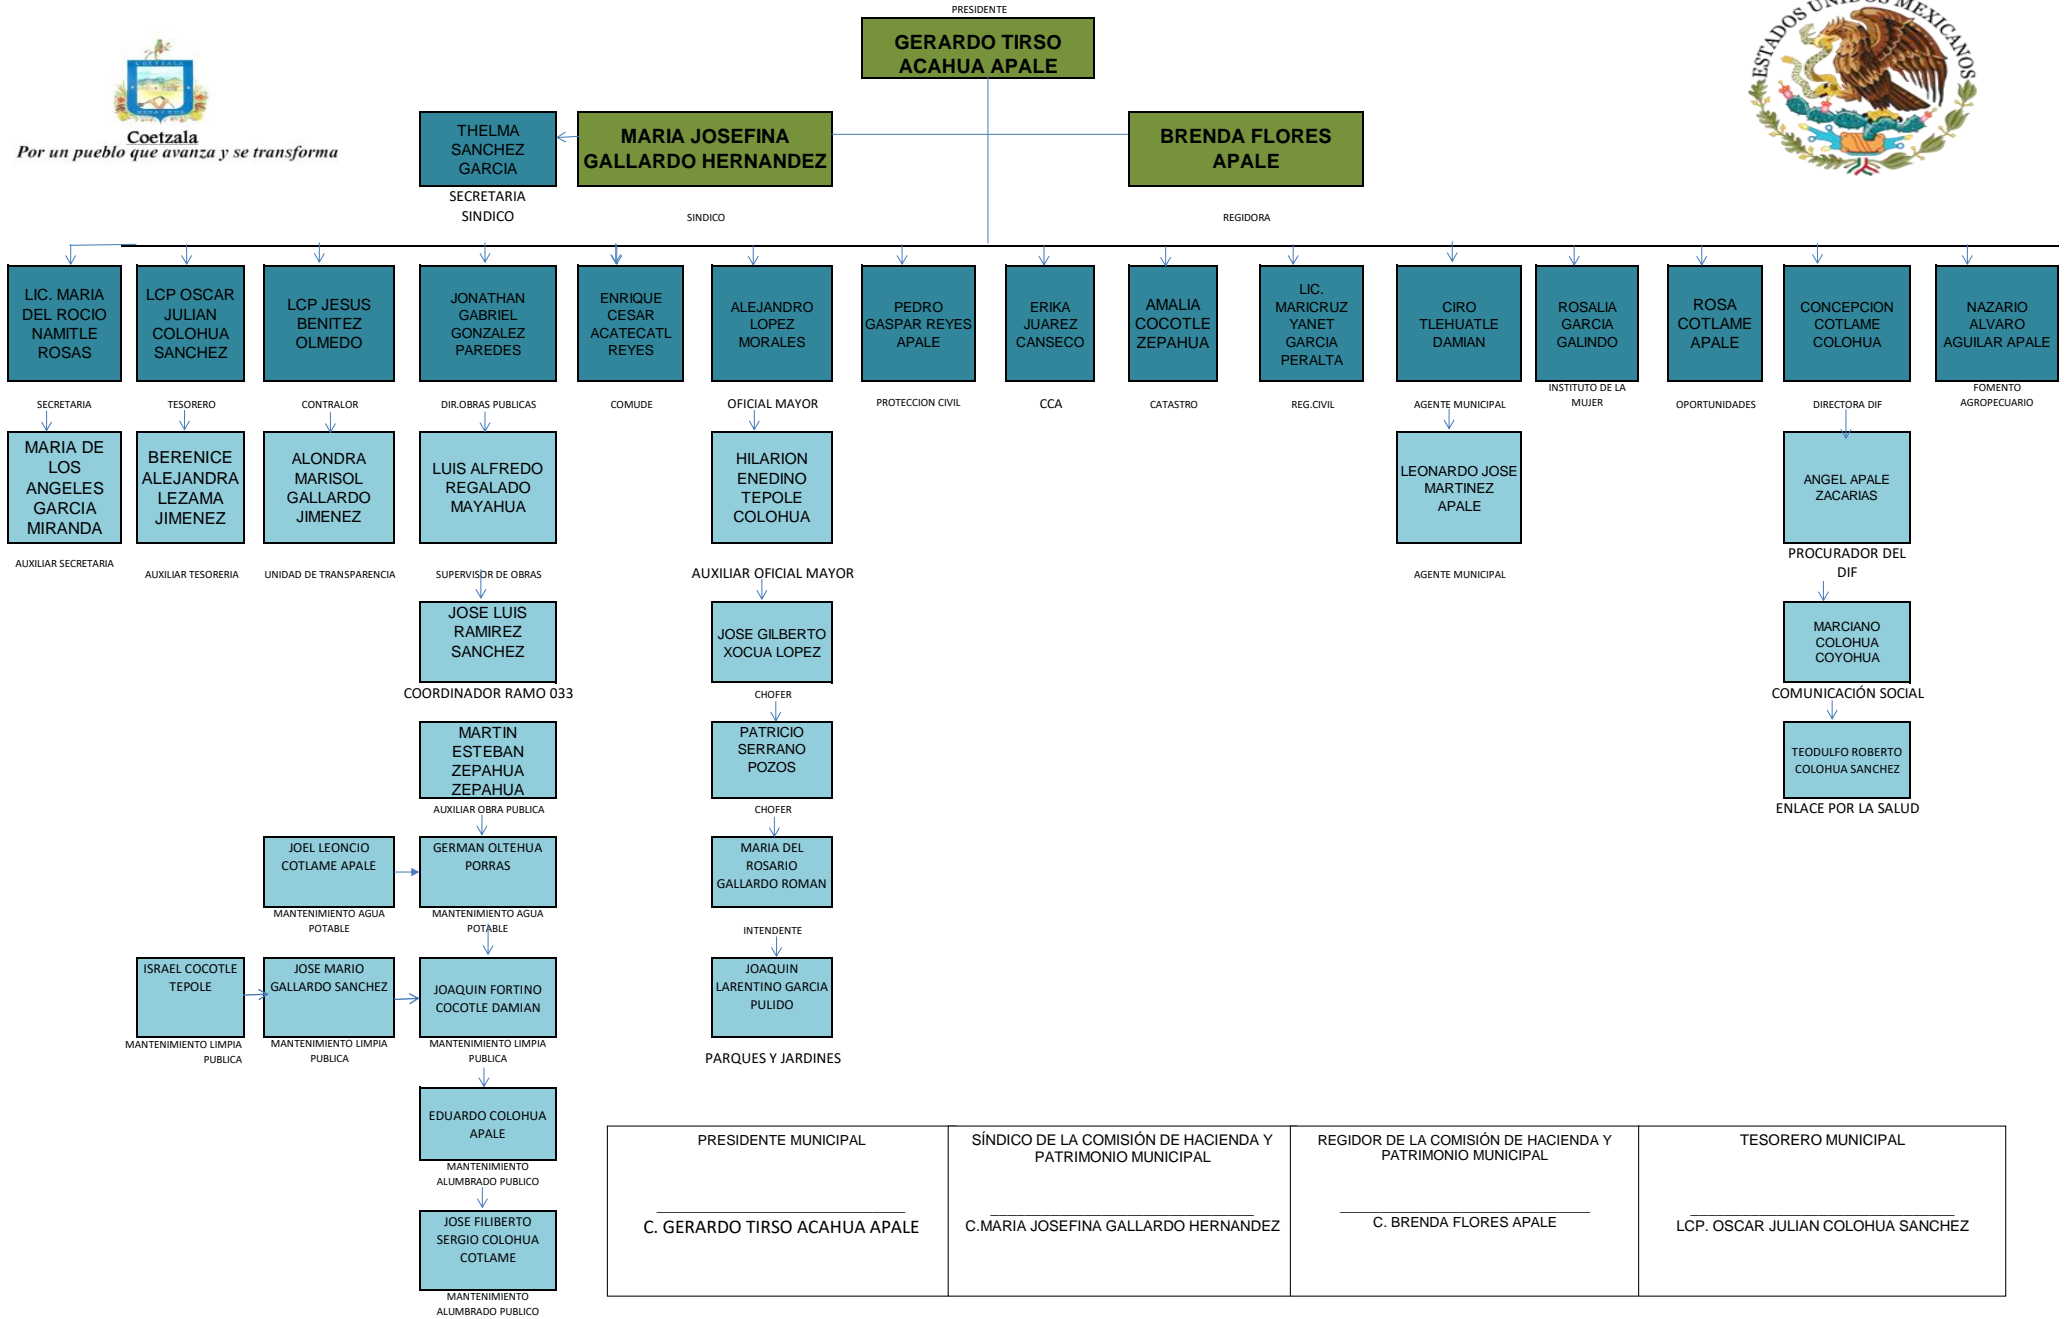 PRESIDENTE
GERARDO TIRSO
ACAHUA APALE
ESTADOS UNIDOS MEXICANOS
COETZALA
VERACRUZ
Coetzala
Por un pueblo que avanza y se transforma
THELMA
SANCHEZ
GARCIA
SECRETARIA
SINDICO
MARIA JOSEFINA
GALLARDO HERNANDEZ
SINDICO
BRENDA FLORES
APALE
REGIDORA
LIC. MARIA
DEL ROCIO
NAMITLE
ROSAS
SECRETARIA
LCP OSCAR
JULIAN
COLOHUA
SANCHEZ
TESORERO
LCP JESUS
BENITEZ
OLMEDO
CONTRALOR
JONATHAN
GABRIEL
GONZALEZ
PAREDES
DIR.OBRAS PUBLICAS
ENRIQUE
CESAR
ACATECATL
REYES
COMUDE
ALEJANDRO
LOPEZ
MORALES
OFICIAL MAYOR
PEDRO
GASPAR REYES
APALE
PROTECCION CIVIL
ERIKA
JUAREZ
CANSECO
CCA
AMALIA
COCOTLE
ZEPAHUA
CATASTRO
LIC.
MARICRUZ
YANET
GARCIA
PERALTA
REG.CIVIL
CIRO
TLEHUATLE
DAMIAN
AGENTE MUNICIPAL
ROSALIA
GARCIA
GALINDO
INSTITUTO DE LA
MUJER
ROSA
COTLAME
APALE
OPORTUNIDADES
CONCEPCION
COTLAME
COLOHUA
DIRECTORA DIF
NAZARIO
ALVARO
AGUILAR APALE
FOMENTO
AGROPECUARIO
MARIA DE
LOS
ANGELES
GARCIA
MIRANDA
AUXILIAR SECRETARIA
BERENICE
ALEJANDRA
LEZAMA
JIMENEZ
AUXILIAR TESORERIA
ALONDRA
MARISOL
GALLARDO
JIMENEZ
UNIDAD DE TRANSPARENCIA
LUIS ALFREDO
REGALADO
MAYAHUA
SUPERVISOR DE OBRAS
HILARION
ENEDINO
TEPOLE
COLOHUA
AUXILIAR OFICIAL MAYOR
LEONARDO JOSE
MARTINEZ
APALE
AGENTE MUNICIPAL
ANGEL APALE
ZACARIAS
PROCURADOR DEL
DIF
JOSE LUIS
RAMIREZ
SANCHEZ
COORDINADOR RAMO 033
JOSE GILBERTO
XOCUA LOPEZ
CHOFER
MARCIANO
COLOHUA
COYOHUA
COMUNICACIÓN SOCIAL
MARTIN
ESTEBAN
ZEPAHUA
ZEPAHUA
AUXILIAR OBRA PUBLICA
PATRICIO
SERRANO
POZOS
CHOFER
TEODULFO ROBERTO
COLOHUA SANCHEZ
ENLACE POR LA SALUD
JOEL LEONCIO
COTLAME APALE
MANTENIMIENTO AGUA
POTABLE
GERMAN OLTEHUA
PORRAS
MANTENIMIENTO AGUA
POTABLE
MARIA DEL
ROSARIO
GALLARDO ROMAN
INTENDENTE
ISRAEL COCOTLE
TEPOLE
MANTENIMIENTO LIMPIA
PUBLICA
JOSE MARIO
GALLARDO SANCHEZ
MANTENIMIENTO LIMPIA
PUBLICA
JOAQUIN FORTINO
COCOTLE DAMIAN
MANTENIMIENTO LIMPIA
PUBLICA
JOAQUIN
LARENTINO GARCIA
PULIDO
PARQUES Y JARDINES
EDUARDO COLOHUA
APALE
MANTENIMIENTO
ALUMBRADO PUBLICO
JOSE FILIBERTO
SERGIO COLOHUA
COTLAME
MANTENIMIENTO
ALUMBRADO PUBLICO
PRESIDENTE MUNICIPAL
C. GERARDO TIRSO ACAHUA APALE
SÍNDICO DE LA COMISIÓN DE HACIENDA Y
PATRIMONIO MUNICIPAL
C.MARIA JOSEFINA GALLARDO HERNANDEZ
REGIDOR DE LA COMISIÓN DE HACIENDA Y
PATRIMONIO MUNICIPAL
C. BRENDA FLORES APALE
TESORERO MUNICIPAL
LCP. OSCAR JULIAN COLOHUA SANCHEZ